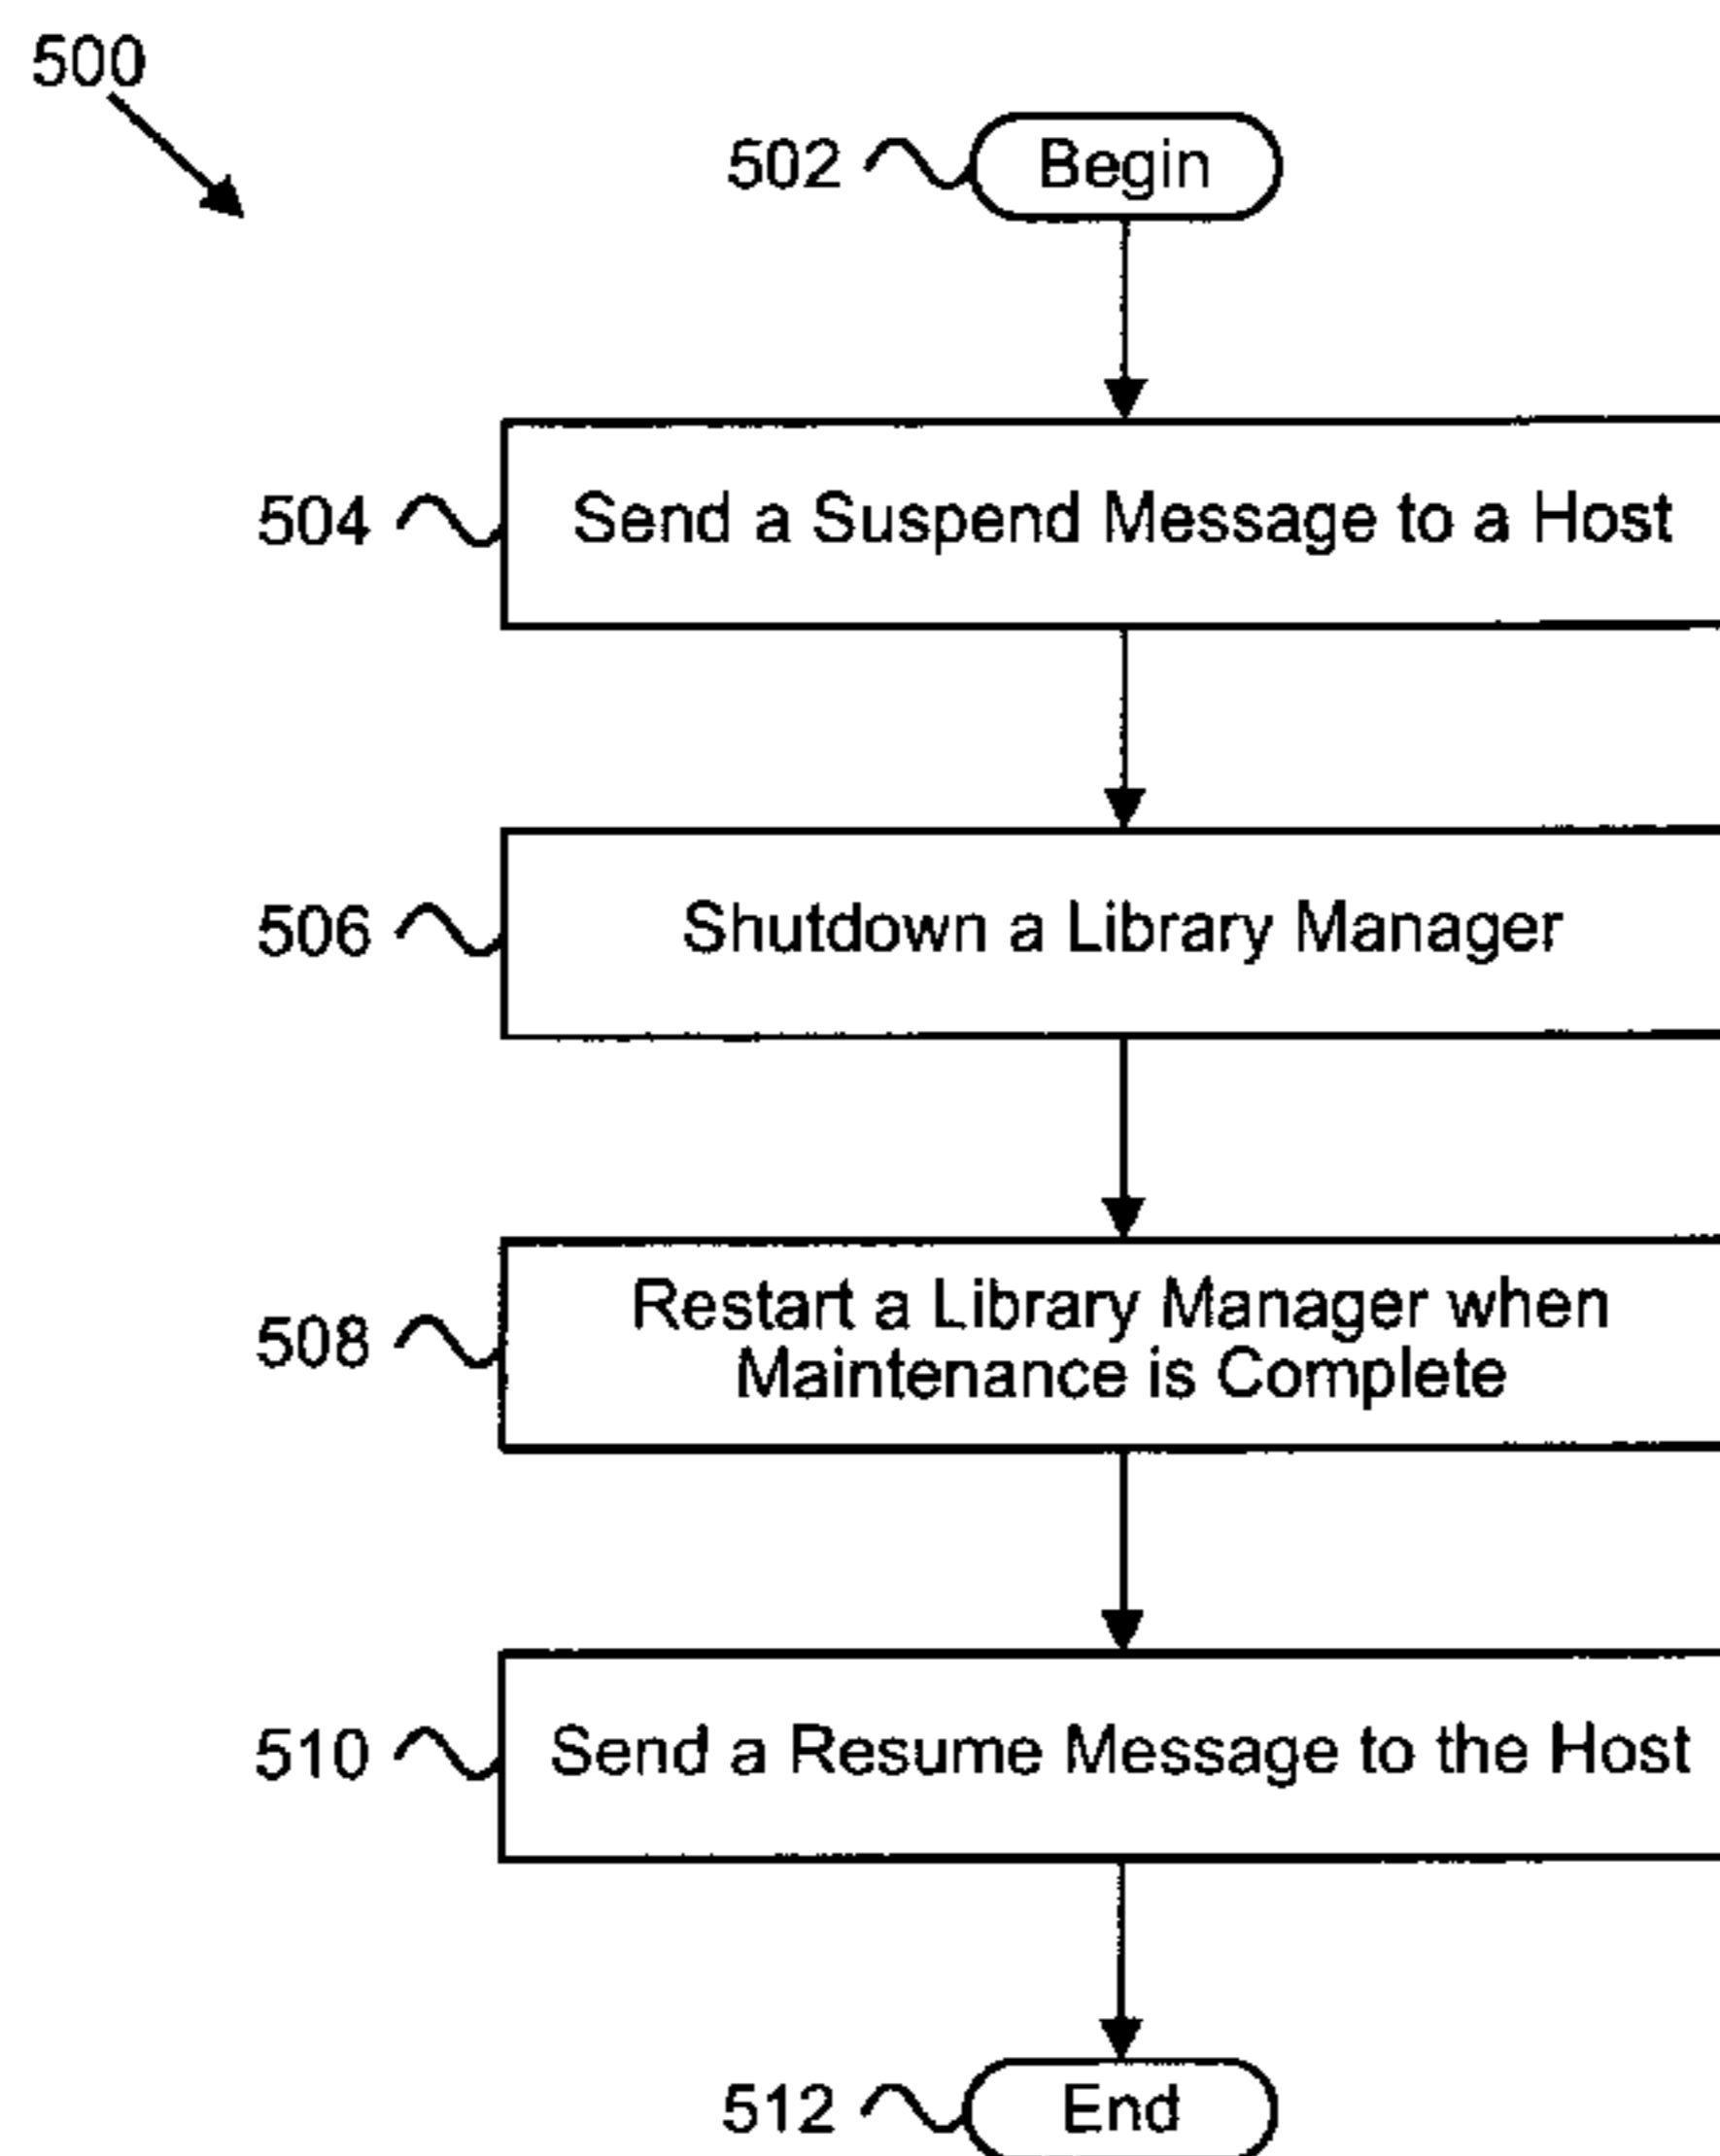 500
502 Begin
504 Send a Suspend Message to a Host
506 Shutdown a Library Manager
508 Restart a Library Manager when
Maintenance is Complete
510 Send a Resume Message to the Host
512 End